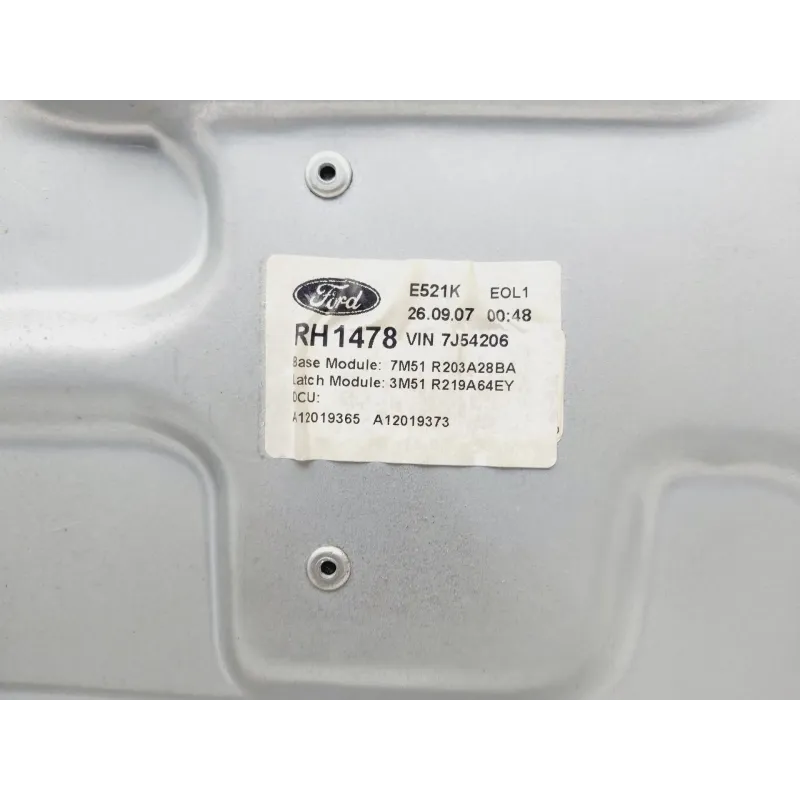 Ford E521K EOL1
26.09.07 00:48
RH1478 VIN 7J54206
Base Module: 7M51 R203A28BA
Latch Module: 3M51 R219A64EY
DCU:
A12019365 A12019373